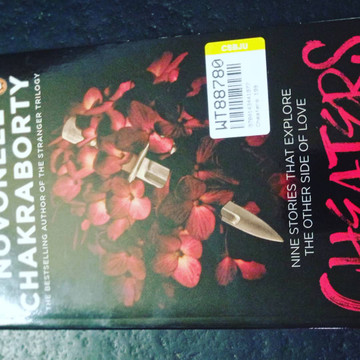 NOVONEEL
CHAKRABORTY
THE BESTSELLING AUTHOR OF THE STRANGER TRILOGY
WT88780
NINE STORIES THAT EXPLORE
THE OTHER SIDE OF LOVE
CHEATERS